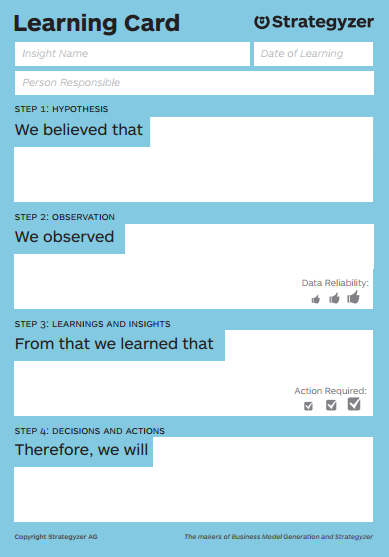 Learning Card
Strategyzer
Insight Name
Date of Learning
Person Responsible
STEP 1: HYPOTHESIS
We believed that
STEP 2: OBSERVATION
We observed
Data Reliability:
STEP 3: LEARNINGS AND INSIGHTS
From that we learned that
Action Required:
STEP 4: DECISIONS AND ACTIONS
Therefore, we will
Copyright Strategyzer AG
The makers of Business Model Generation and Strategyzer